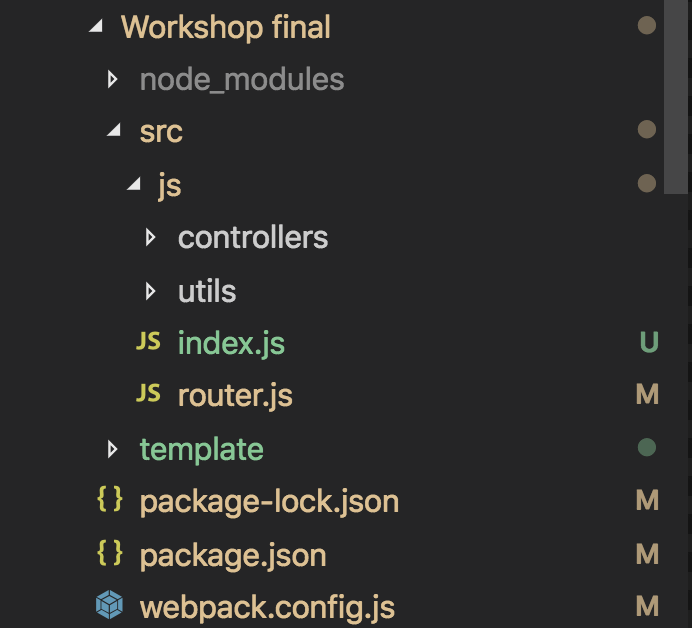 Workshop final
node_modules
src
js
controllers
utils
JS index.js U
JS router.js M
template
{} package-lock.json M
{} package.json M
webpack.config.js M